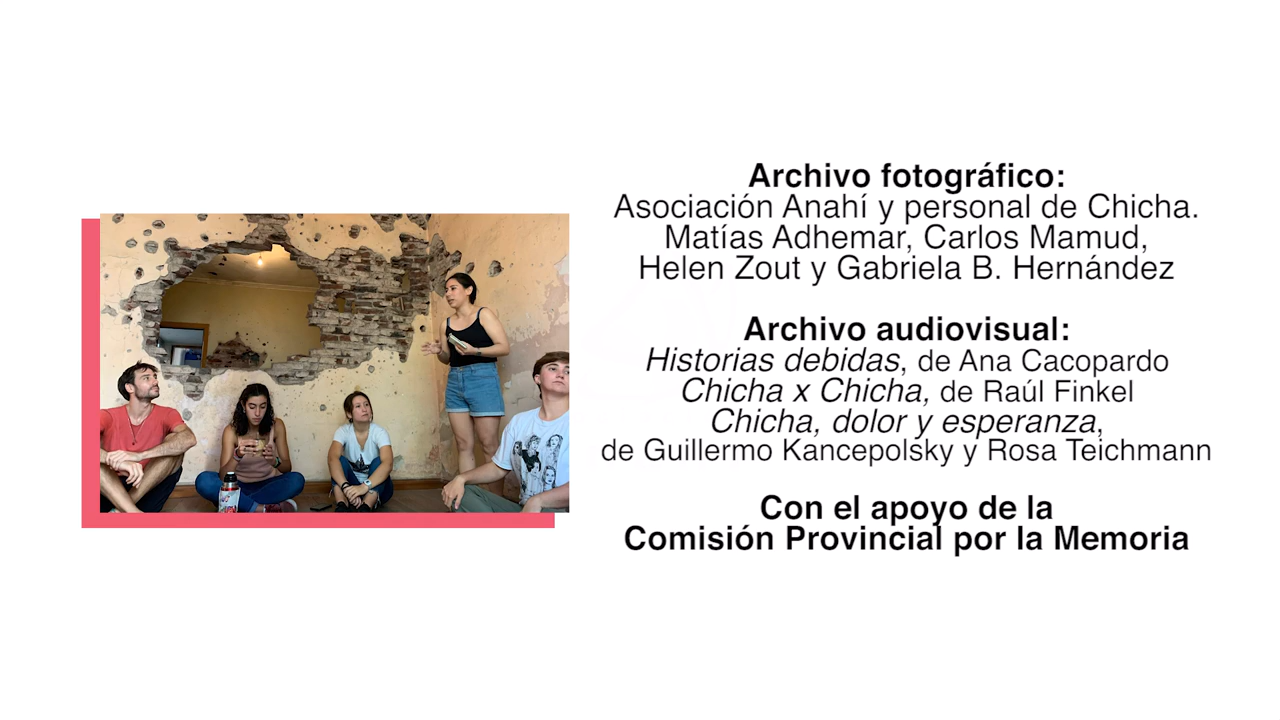 Archivo fotográfico:
Asociación Anahí y personal de Chicha.
Matías Adhemar, Carlos Mamud,
Helen Zout y Gabriela B. Hernández
Archivo audiovisual:
Historias debidas, de Ana Cacopardo
Chicha x Chicha, de Raúl Finkel
Chicha, dolor y esperanza,
de Guillermo Kancepolsky y Rosa Teichmann
Con el apoyo de la
Comisión Provincial por la Memoria